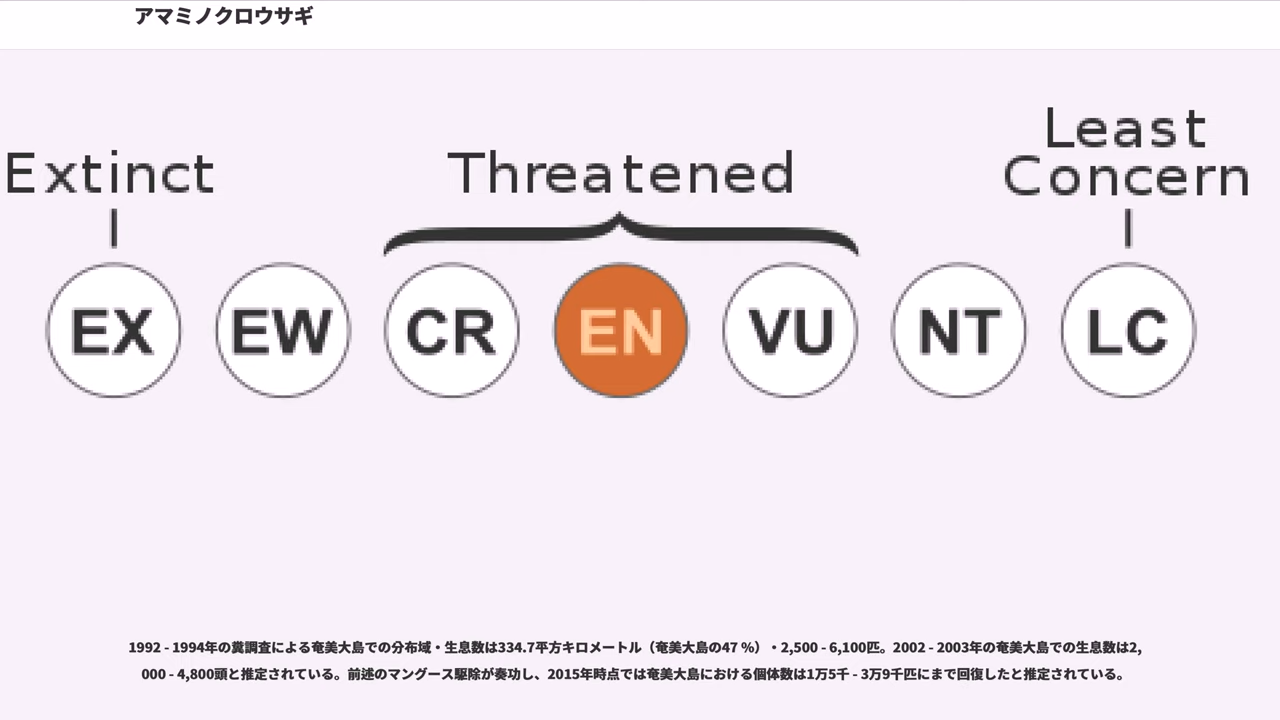 アマミノクロウサギ
Extinct
Threatened
Least
Concern
EX
EW
CR
EN
VU
NT
LC
1992 - 1994年の糞調査による奄美大島での分布域・生息数は334.7平方キロメートル（奄美大島の47 %）・2,500 - 6,100匹。2002 - 2003年の奄美大島での生息数は2,
000 - 4,800頭と推定されている。前述のマングース駆除が奏功し、2015年時点では奄美大島における個体数は1万5千 - 3万9千匹にまで回復したと推定されている。